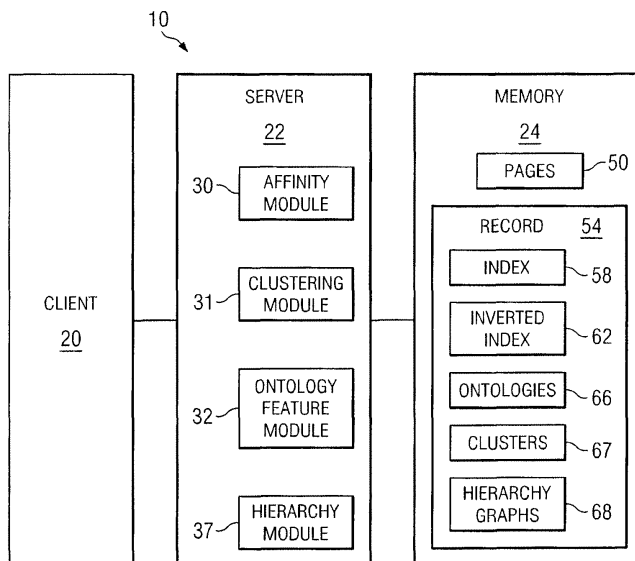 10
CLIENT
20
SERVER
22
30
AFFINITY
MODULE
31
CLUSTERING
MODULE
32
ONTOLOGY
FEATURE
MODULE
37
HIERARCHY
MODULE
MEMORY
24
PAGES
50
RECORD
54
INDEX
58
INVERTED
INDEX
62
ONTOLOGIES
66
CLUSTERS
67
HIERARCHY
GRAPHS
68